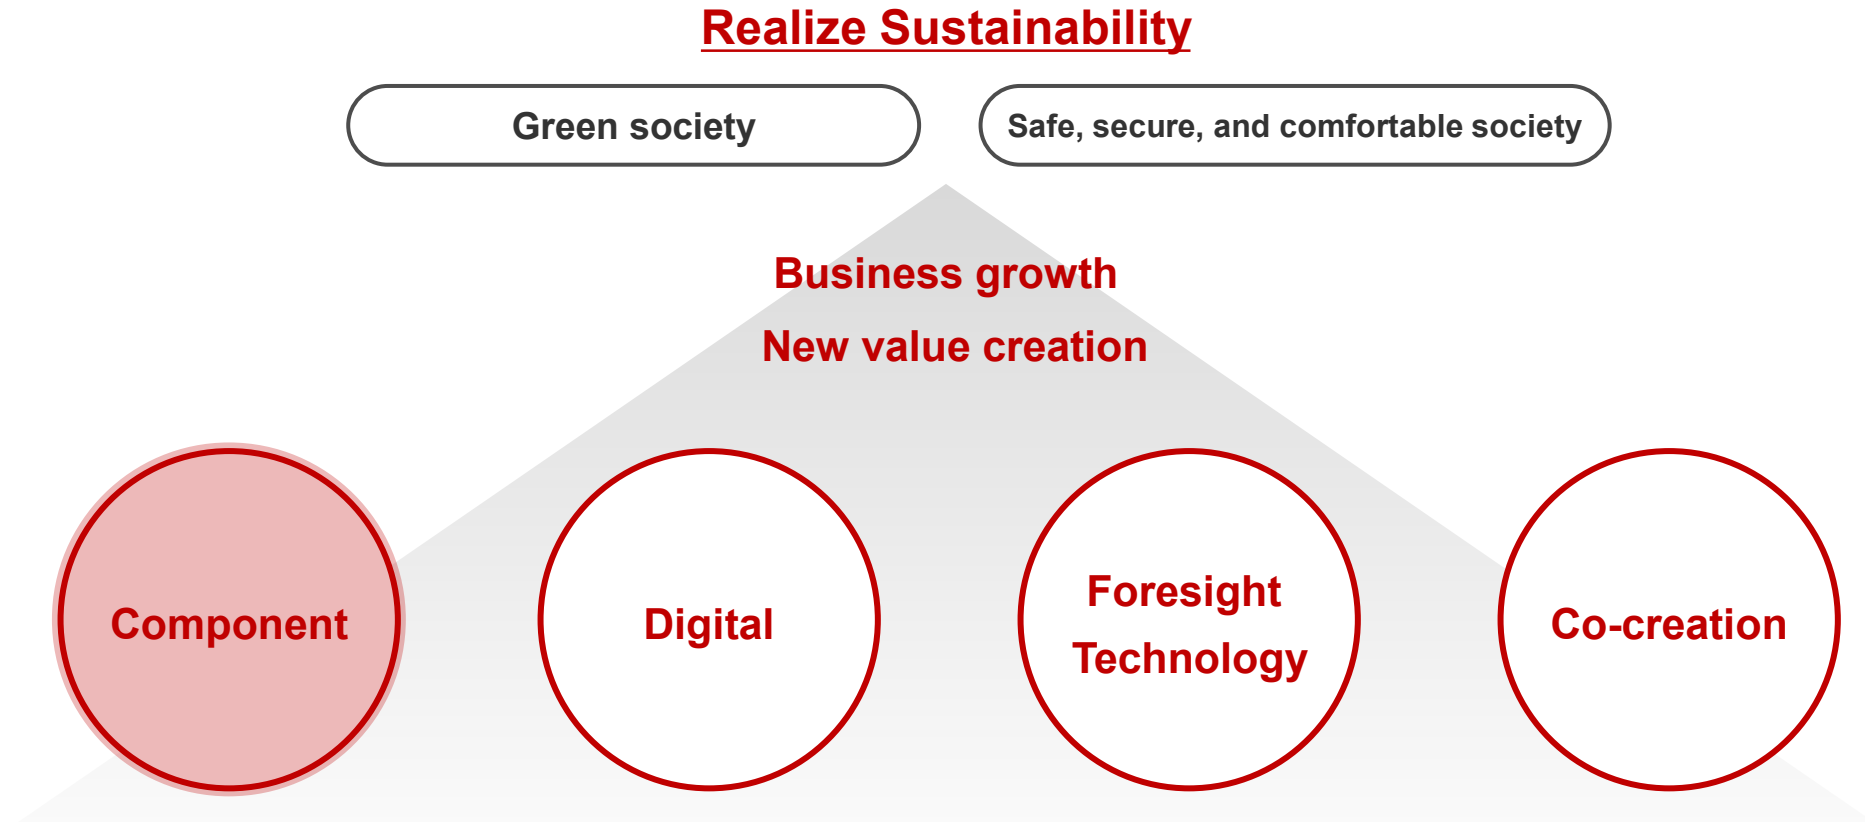 Realize Sustainability
Green society
Safe, secure, and comfortable society
Business growth
New value creation
Component
Digital
Foresight
Technology
Co-creation